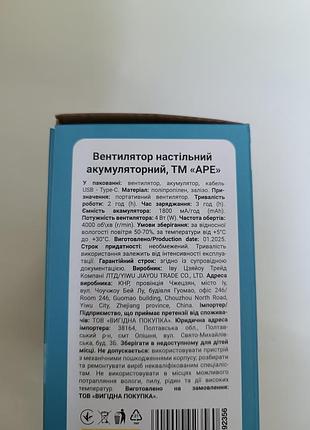 Вентилятор настільний
акумуляторний, ТМ «APE»
У пакованні: вентилятор, акумулятор, кабель
USB - Type-C. Матеріал: поліпропілен, залізо. При-
значення: портативний вентилятор. Тривалість
роботи: 2 год (h). Час заряджання: 3 год (h).
Ємність акамулятора: 1800 мА/год (mAh).
Потужність вентилятора: 4 Вт (W). Частота обертів:
4000 об'хв (r/min). Умови зберігання: за відносної
вологості повітря 50-70%, за температури від +5°С
до +30°С. Виготовлено/Production date: 01.2025.
Строк придатності: необмежений. Тривалість
використання залежить від інтенсивності експлуа-
тації. Гарантійний строк: згідно із супровідною
документацією. Виробник: Іву Цзяйоу Трейд
Компані ЛТД/YIWU JIAYOU TRADE CO LTD. Адреса
виробника: КНР, провінція Чжецзян, місто Іу,
вул. Чоучжоу Бей Лу, будівля Гуомао, офіс 246/
Room 246, Guomao building, Chouzhou North Road,
Yiwu City, Zhejiang province, China. Імпортер/
Підприємство, що приймає претензії від спожива-
чів: ТОВ «ВИГІДНА ПОКУПКА». Юридична адреса
імпортера: 38164, Полтавська обл., Полтав-
ський р-н, смт Опішня, вул. Свято-Михайлів-
ська, буд. 3Б. Зберігати в недоступному для дітей
місці. Не допускається: використовувати пристрій
з механічними пошкодженнями корпусу; розбирати
та ремонтувати виріб некваліфікованим спеціаліс-
там; використовувати в місцях можливого
потрапляння вологи, пилу, рідин та дії високих
температур. Виготовлено на замовлення:
ТОВ «ВИГІДНА ПОКУПКА».
92356